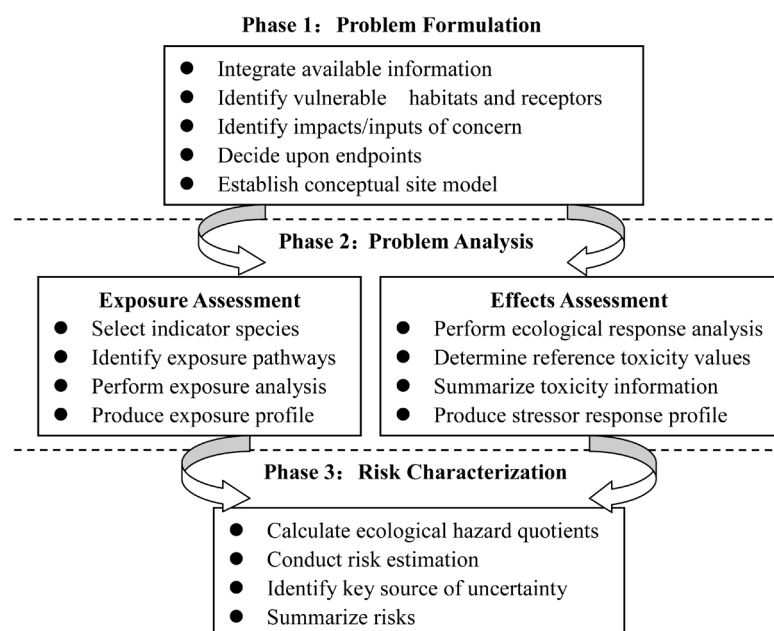 Phase 1：Problem Formulation
● Integrate available information
● Identify vulnerable habitats and receptors
● Identify impacts/inputs of concern
● Decide upon endpoints
● Establish conceptual site model
Phase 2：Problem Analysis
Exposure Assessment
● Select indicator species
● Identify exposure pathways
● Perform exposure analysis
● Produce exposure profile
Effects Assessment
● Perform ecological response analysis
● Determine reference toxicity values
● Summarize toxicity information
● Produce stressor response profile
Phase 3：Risk Characterization
● Calculate ecological hazard quotients
● Conduct risk estimation
● Identify key source of uncertainty
● Summarize risks